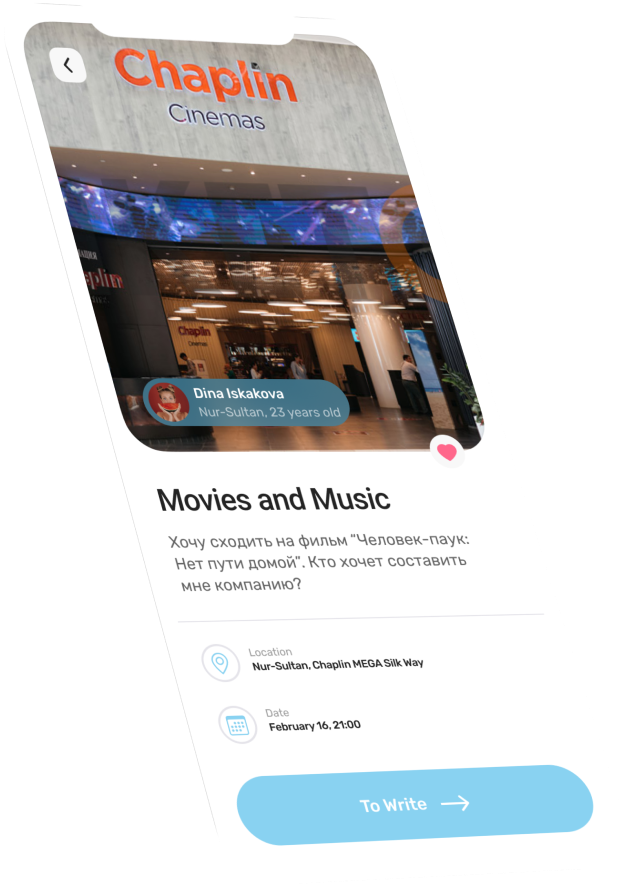 Chaplin
Cinemas
Chaplin
Cinemas
Dina Iskakova
Nur-Sultan, 23 years old
Movies and Music
Хочу сходить на фильм "Человек-паук:
Нет пути домой". Кто хочет составить
мне компанию?
Location
Nur-Sultan, Chaplin MEGA Silk Way
Date
February 16, 21:00
To Write